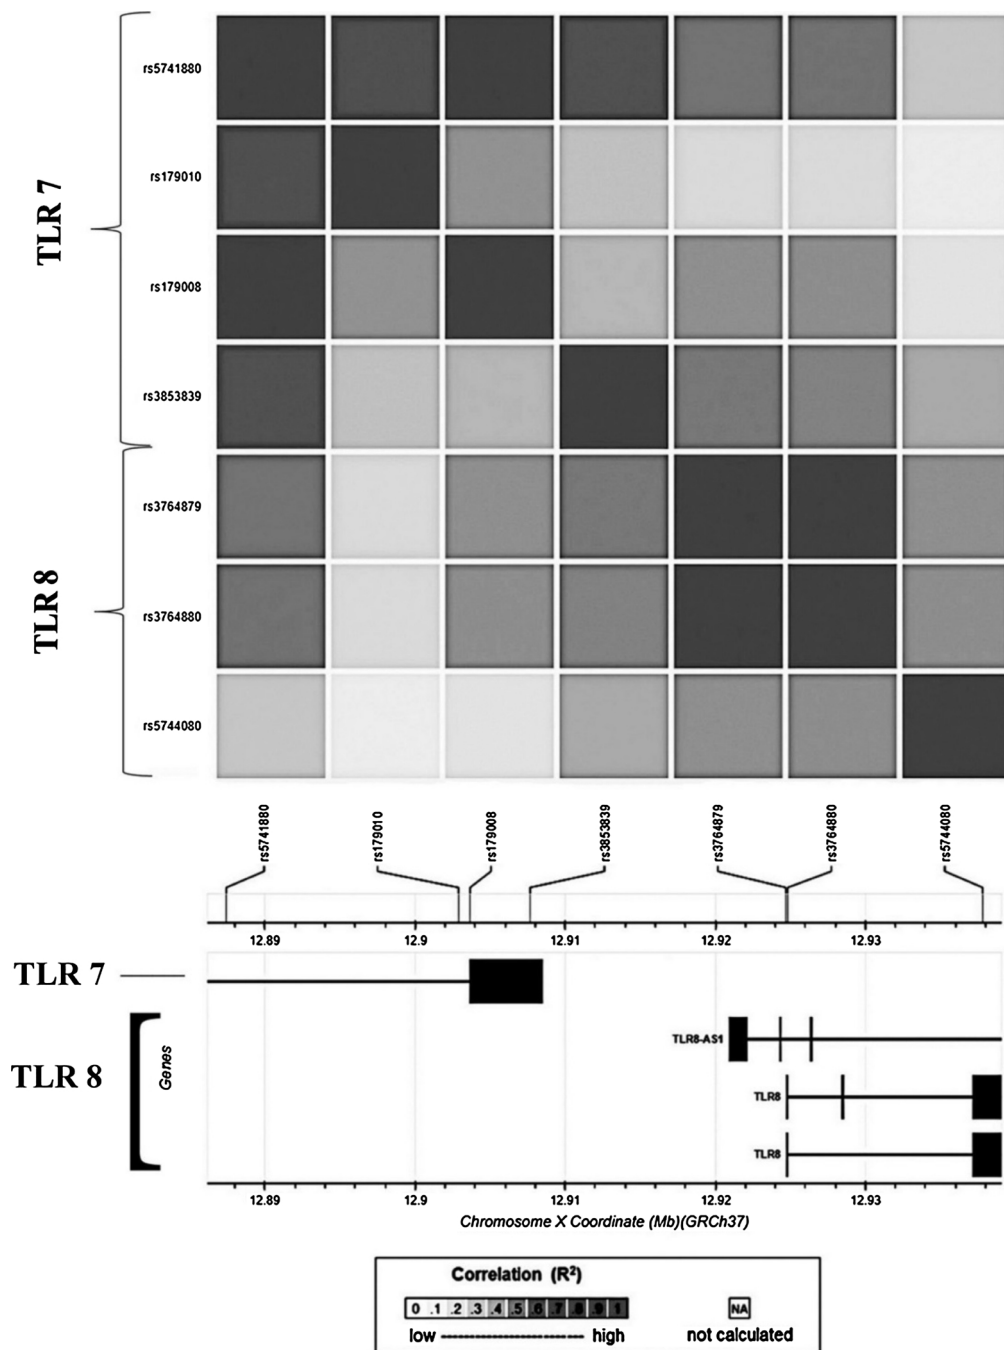 TLR 7
rs5741880
rs179010
rs179008
rs3853839
TLR 8
rs3764879
rs3764880
rs5744080
rs5741880 rs179010 rs179008 rs3853839 rs3764879 rs3764880 rs5744080
12.89 12.9 12.91 12.92 12.93
TLR 7
TLR 8
Genes
TLR8-AS1
TLR8
TLR8
12.89 12.9 12.91 12.92 12.93
Chromosome X Coordinate (Mb)(GRCh37)
Correlation (R²)
0 .1 .2 .3 .4 .5 .6 .7 .8 .9 1 NA
low ---------------- high not calculated